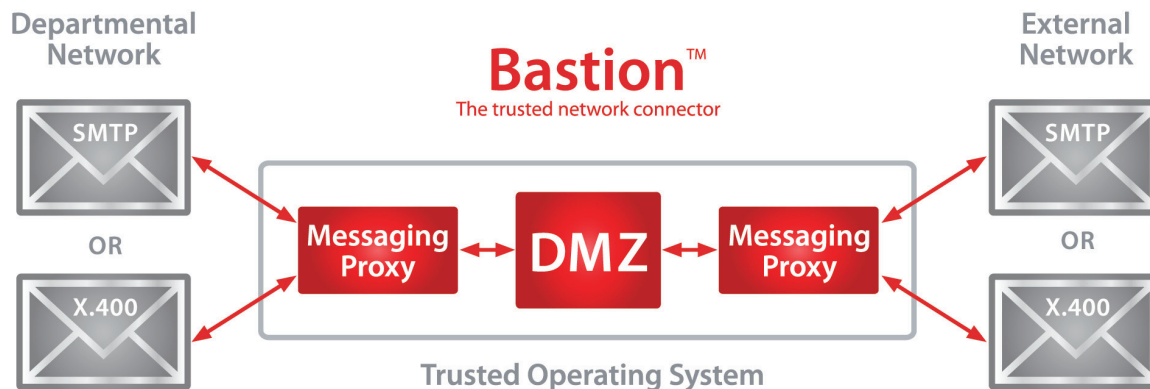 Departmental
Network
Bastion™
The trusted network connector
External
Network
SMTP
OR
X.400
Messaging
Proxy
DMZ
Messaging
Proxy
SMTP
OR
X.400
Trusted Operating System